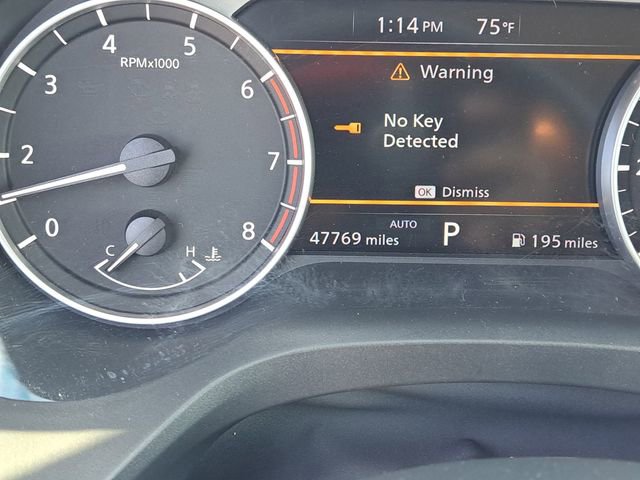 1:14 PM 75°F
Warning
No Key
Detected
OK Dismiss
AUTO
47769 miles P 195 miles
4 5
RPMx1000
3 6
2 7
0 8
C H
2